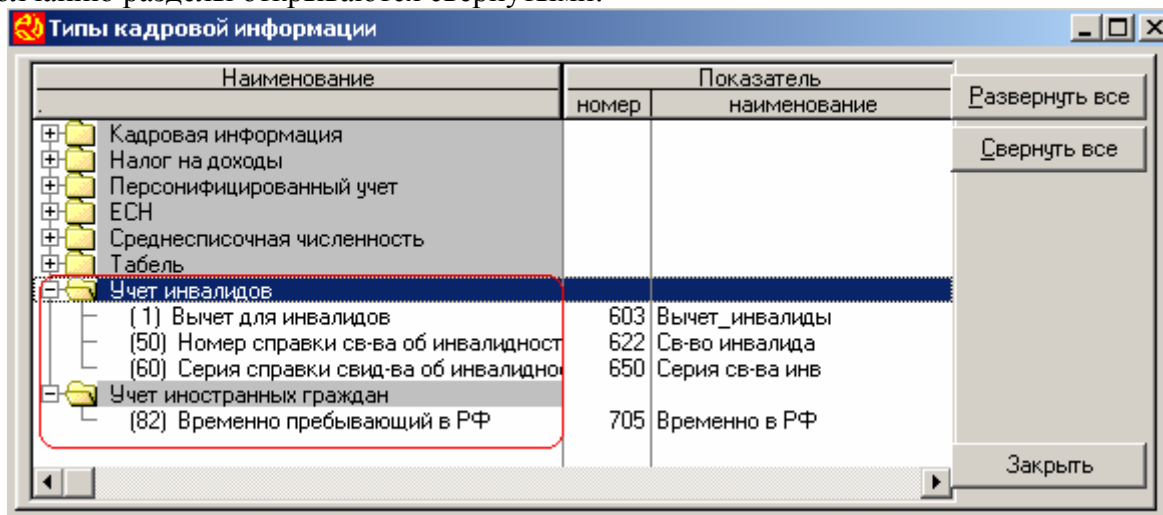 разделы открываются свернутыми.
Типы кадровой информации
Наименование Показатель
. номер наименование
Развернуть все
Кадровая информация
Свернуть все
Налог на доходы
Персонифицированный учет
ЕСН
Среднесписочная численность
Табель
Учет инвалидов
( 1) Вычет для инвалидов 603 Вычет_инвалиды
(50) Номер справки св-ва об инвалидност 622 Св-во инвалида
(60) Серия справки свид-ва об инвалидно 650 Серия св-ва инв
Учет иностранных граждан
(82) Временно пребывающий в РФ 705 Временно в РФ
Закрыть